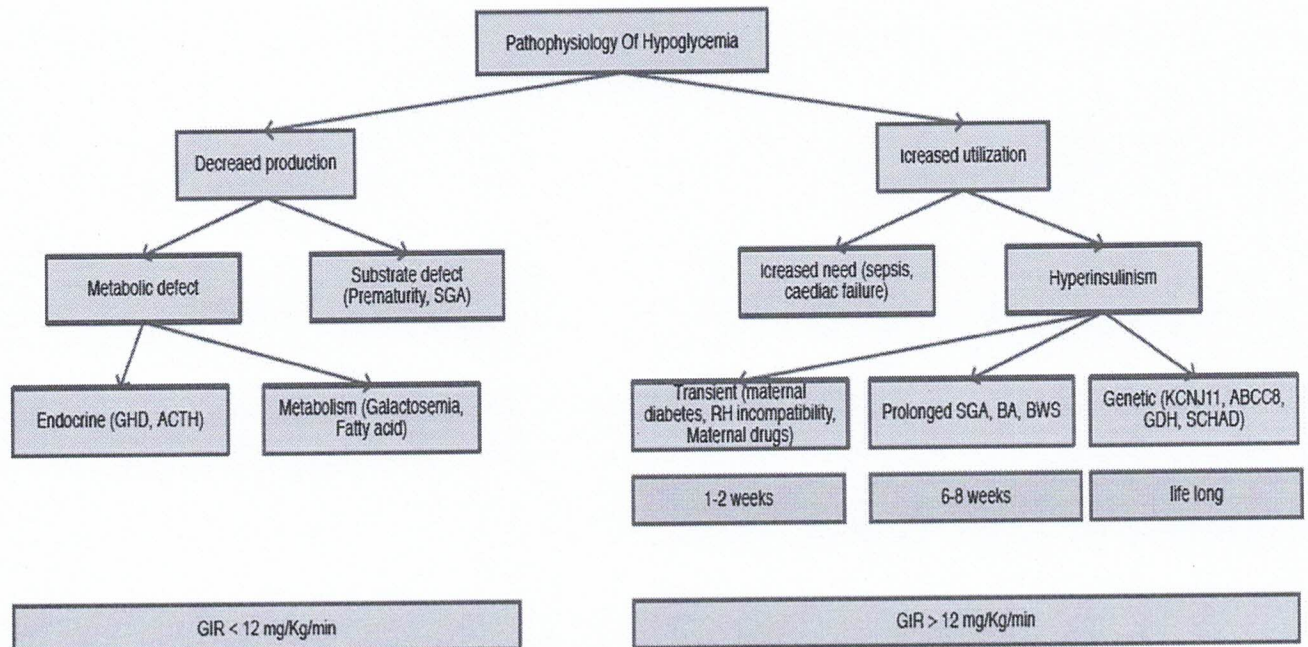 Pathophysiology Of Hypoglycemia
Decreaed production
Icreased utilization
Metabolic defect
Substrate defect
(Prematurity, SGA)
Icreased need (sepsis,
caediac failure)
Hyperinsulinism
Endocrine (GHD, ACTH)
Metabolism (Galactosemia,
Fatty acid)
Transient (maternal
diabetes, RH incompatibility,
Maternal drugs)
Prolonged SGA, BA, BWS
Genetic (KCNJ11, ABCC8,
GDH, SCHAD)
1-2 weeks
6-8 weeks
life long
GIR < 12 mg/Kg/min
GIR > 12 mg/Kg/min